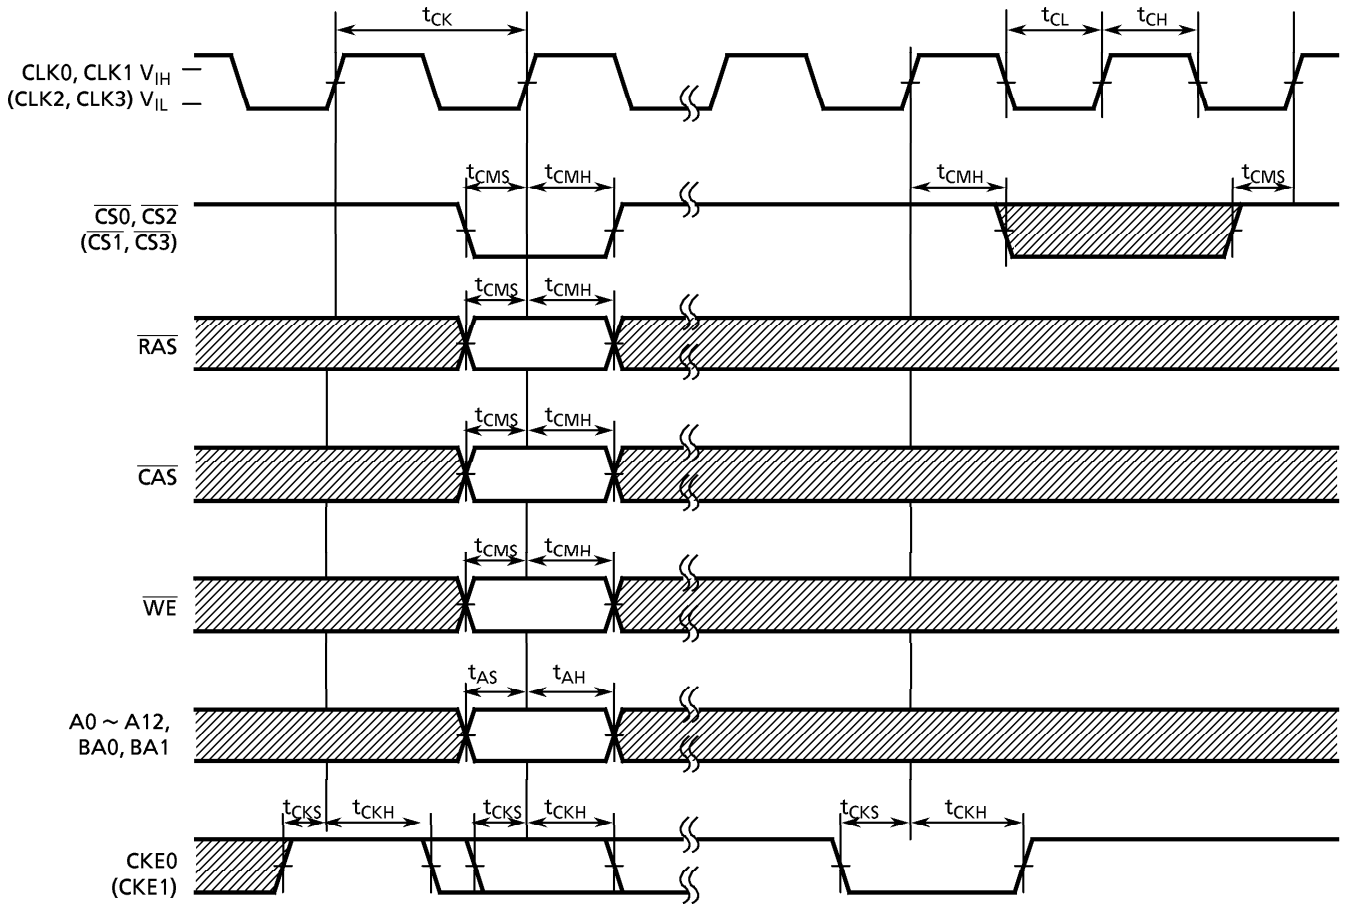 tCK tCL tCH
CLK0, CLK1 VIH
(CLK2, CLK3) VIL
tCMS tCMH tCMH tCMS
CS0, CS2
(CS1, CS3)
tCMS tCMH
RAS
tCMS tCMH
CAS
tCMS tCMH
WE
tAS tAH
A0 ~ A12,
BA0, BA1
tCKS tCKH tCKS tCKH tCKS tCKH
CKE0
(CKE1)